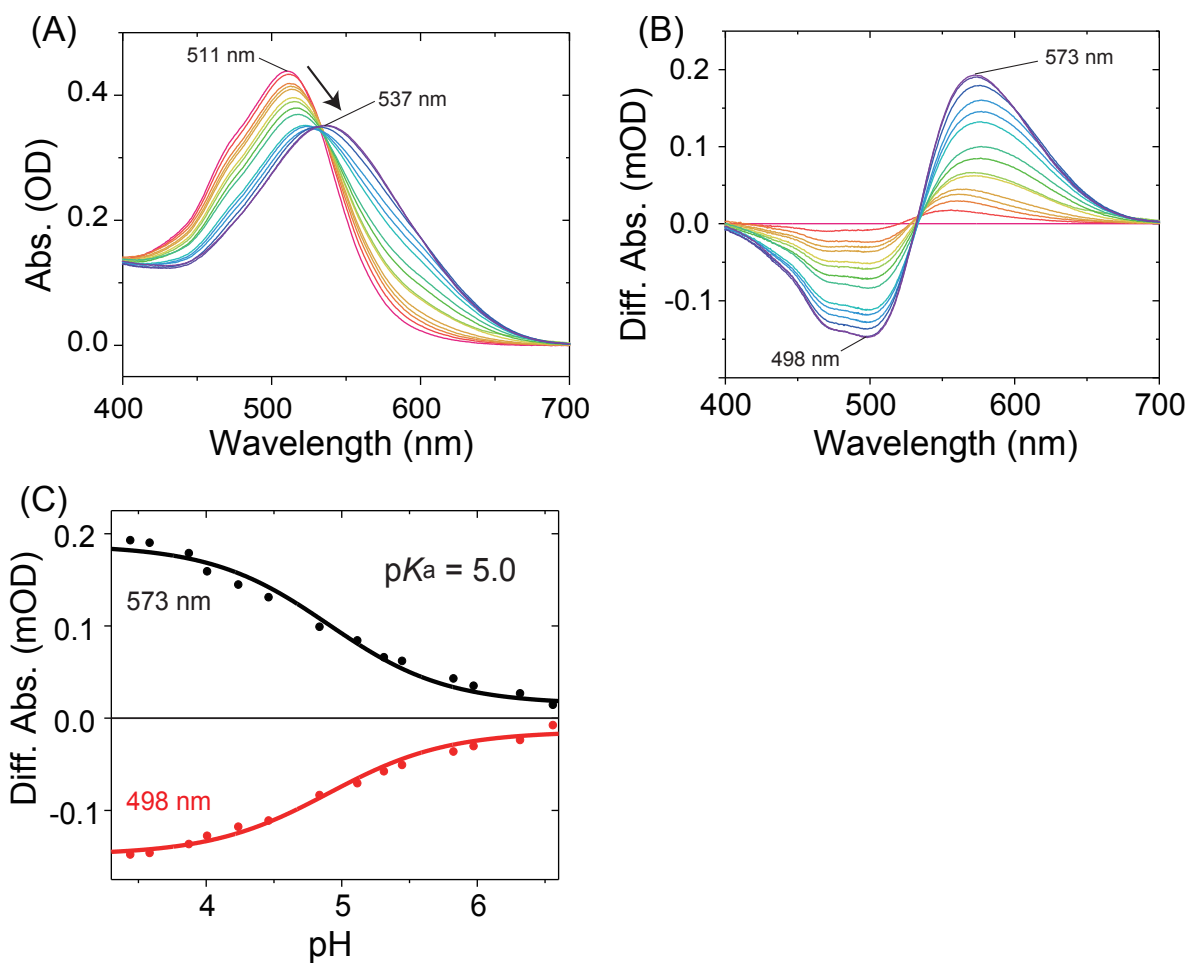 (A)
511 nm
537 nm
Abs. (OD)
0.4
0.2
0.0
400
500
600
700
Wavelength (nm)
(B)
573 nm
498 nm
Diff. Abs. (mOD)
0.2
0.1
0.0
-0.1
400
500
600
700
Wavelength (nm)
(C)
pKa = 5.0
573 nm
498 nm
Diff. Abs. (mOD)
0.2
0.1
0.0
-0.1
4
5
6
pH